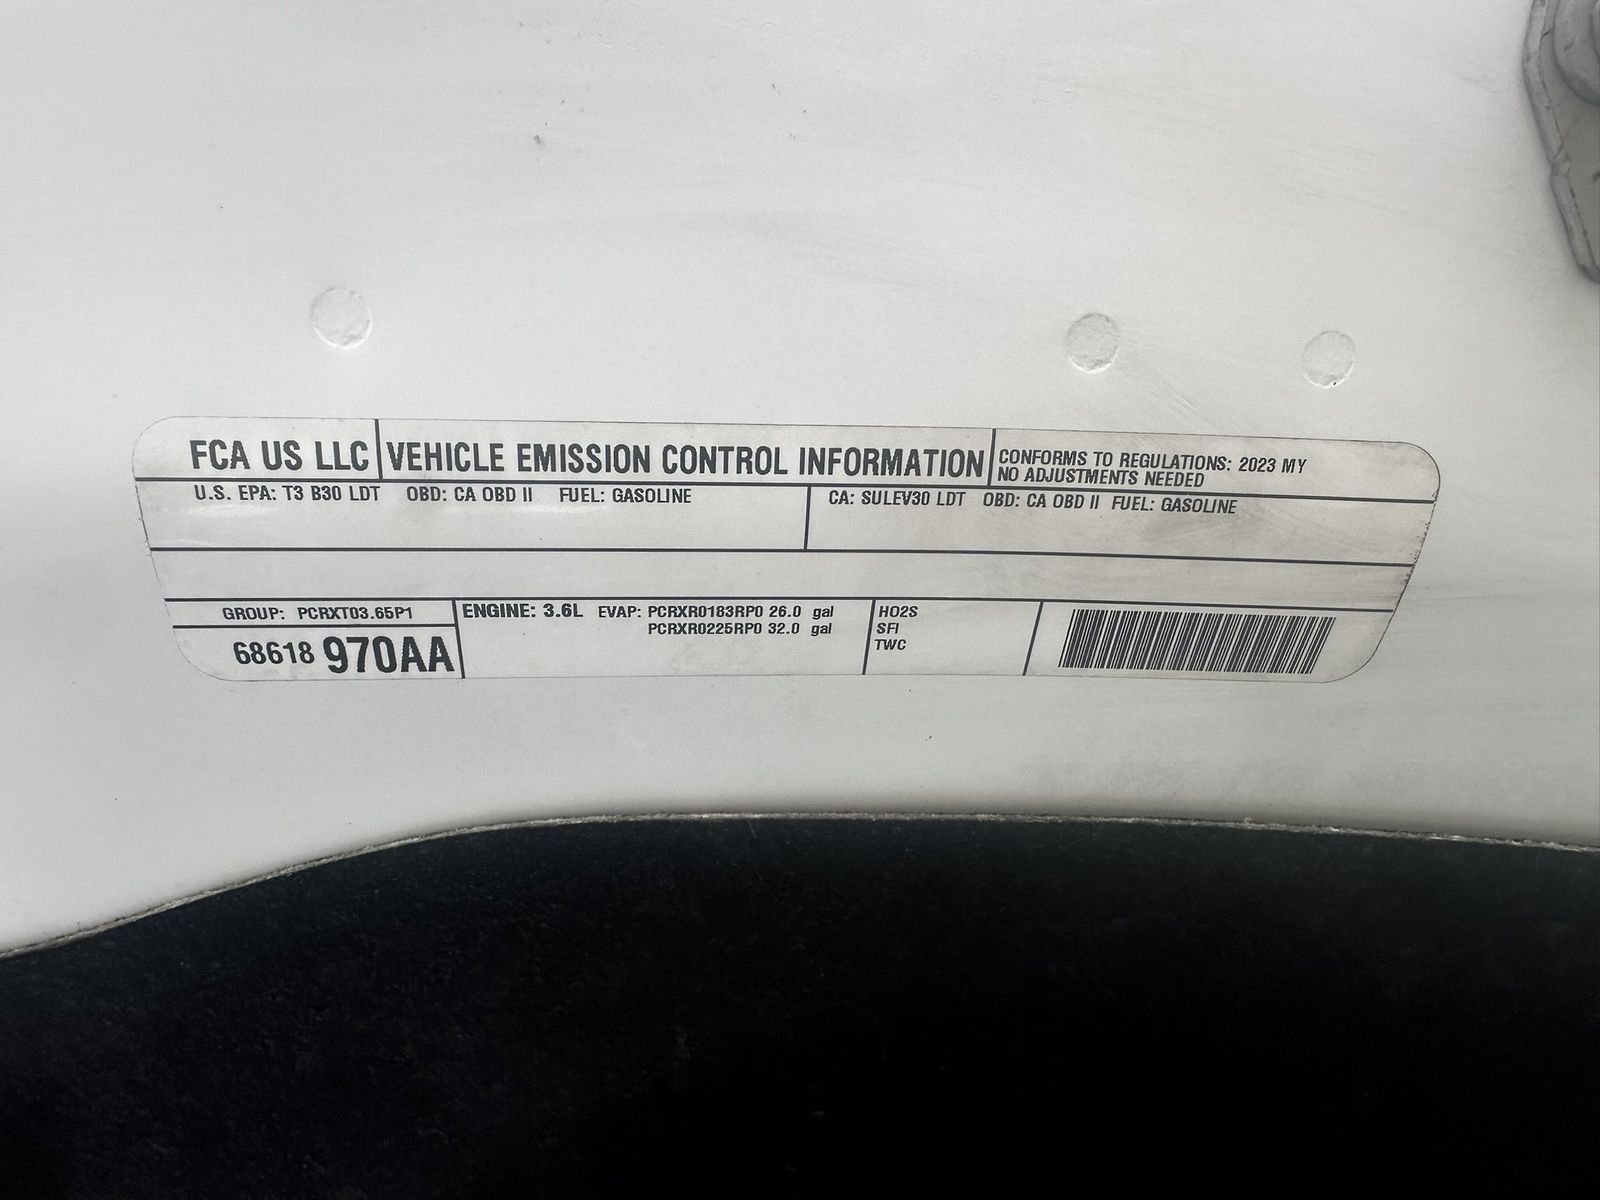 FCA US LLC
VEHICLE EMISSION CONTROL INFORMATION
CONFORMS TO REGULATIONS: 2023 MY
NO ADJUSTMENTS NEEDED
U.S. EPA: T3 B30 LDT OBD: CA OBD II FUEL: GASOLINE
CA: SULEV30 LDT OBD: CA OBD II FUEL: GASOLINE
GROUP: PCRXT03.65P1
68618 970AA
ENGINE: 3.6L EVAP: PCRXR0183RP0 26.0 gal
PCRXR0225RP0 32.0 gal
HO2S
SFI
TWC